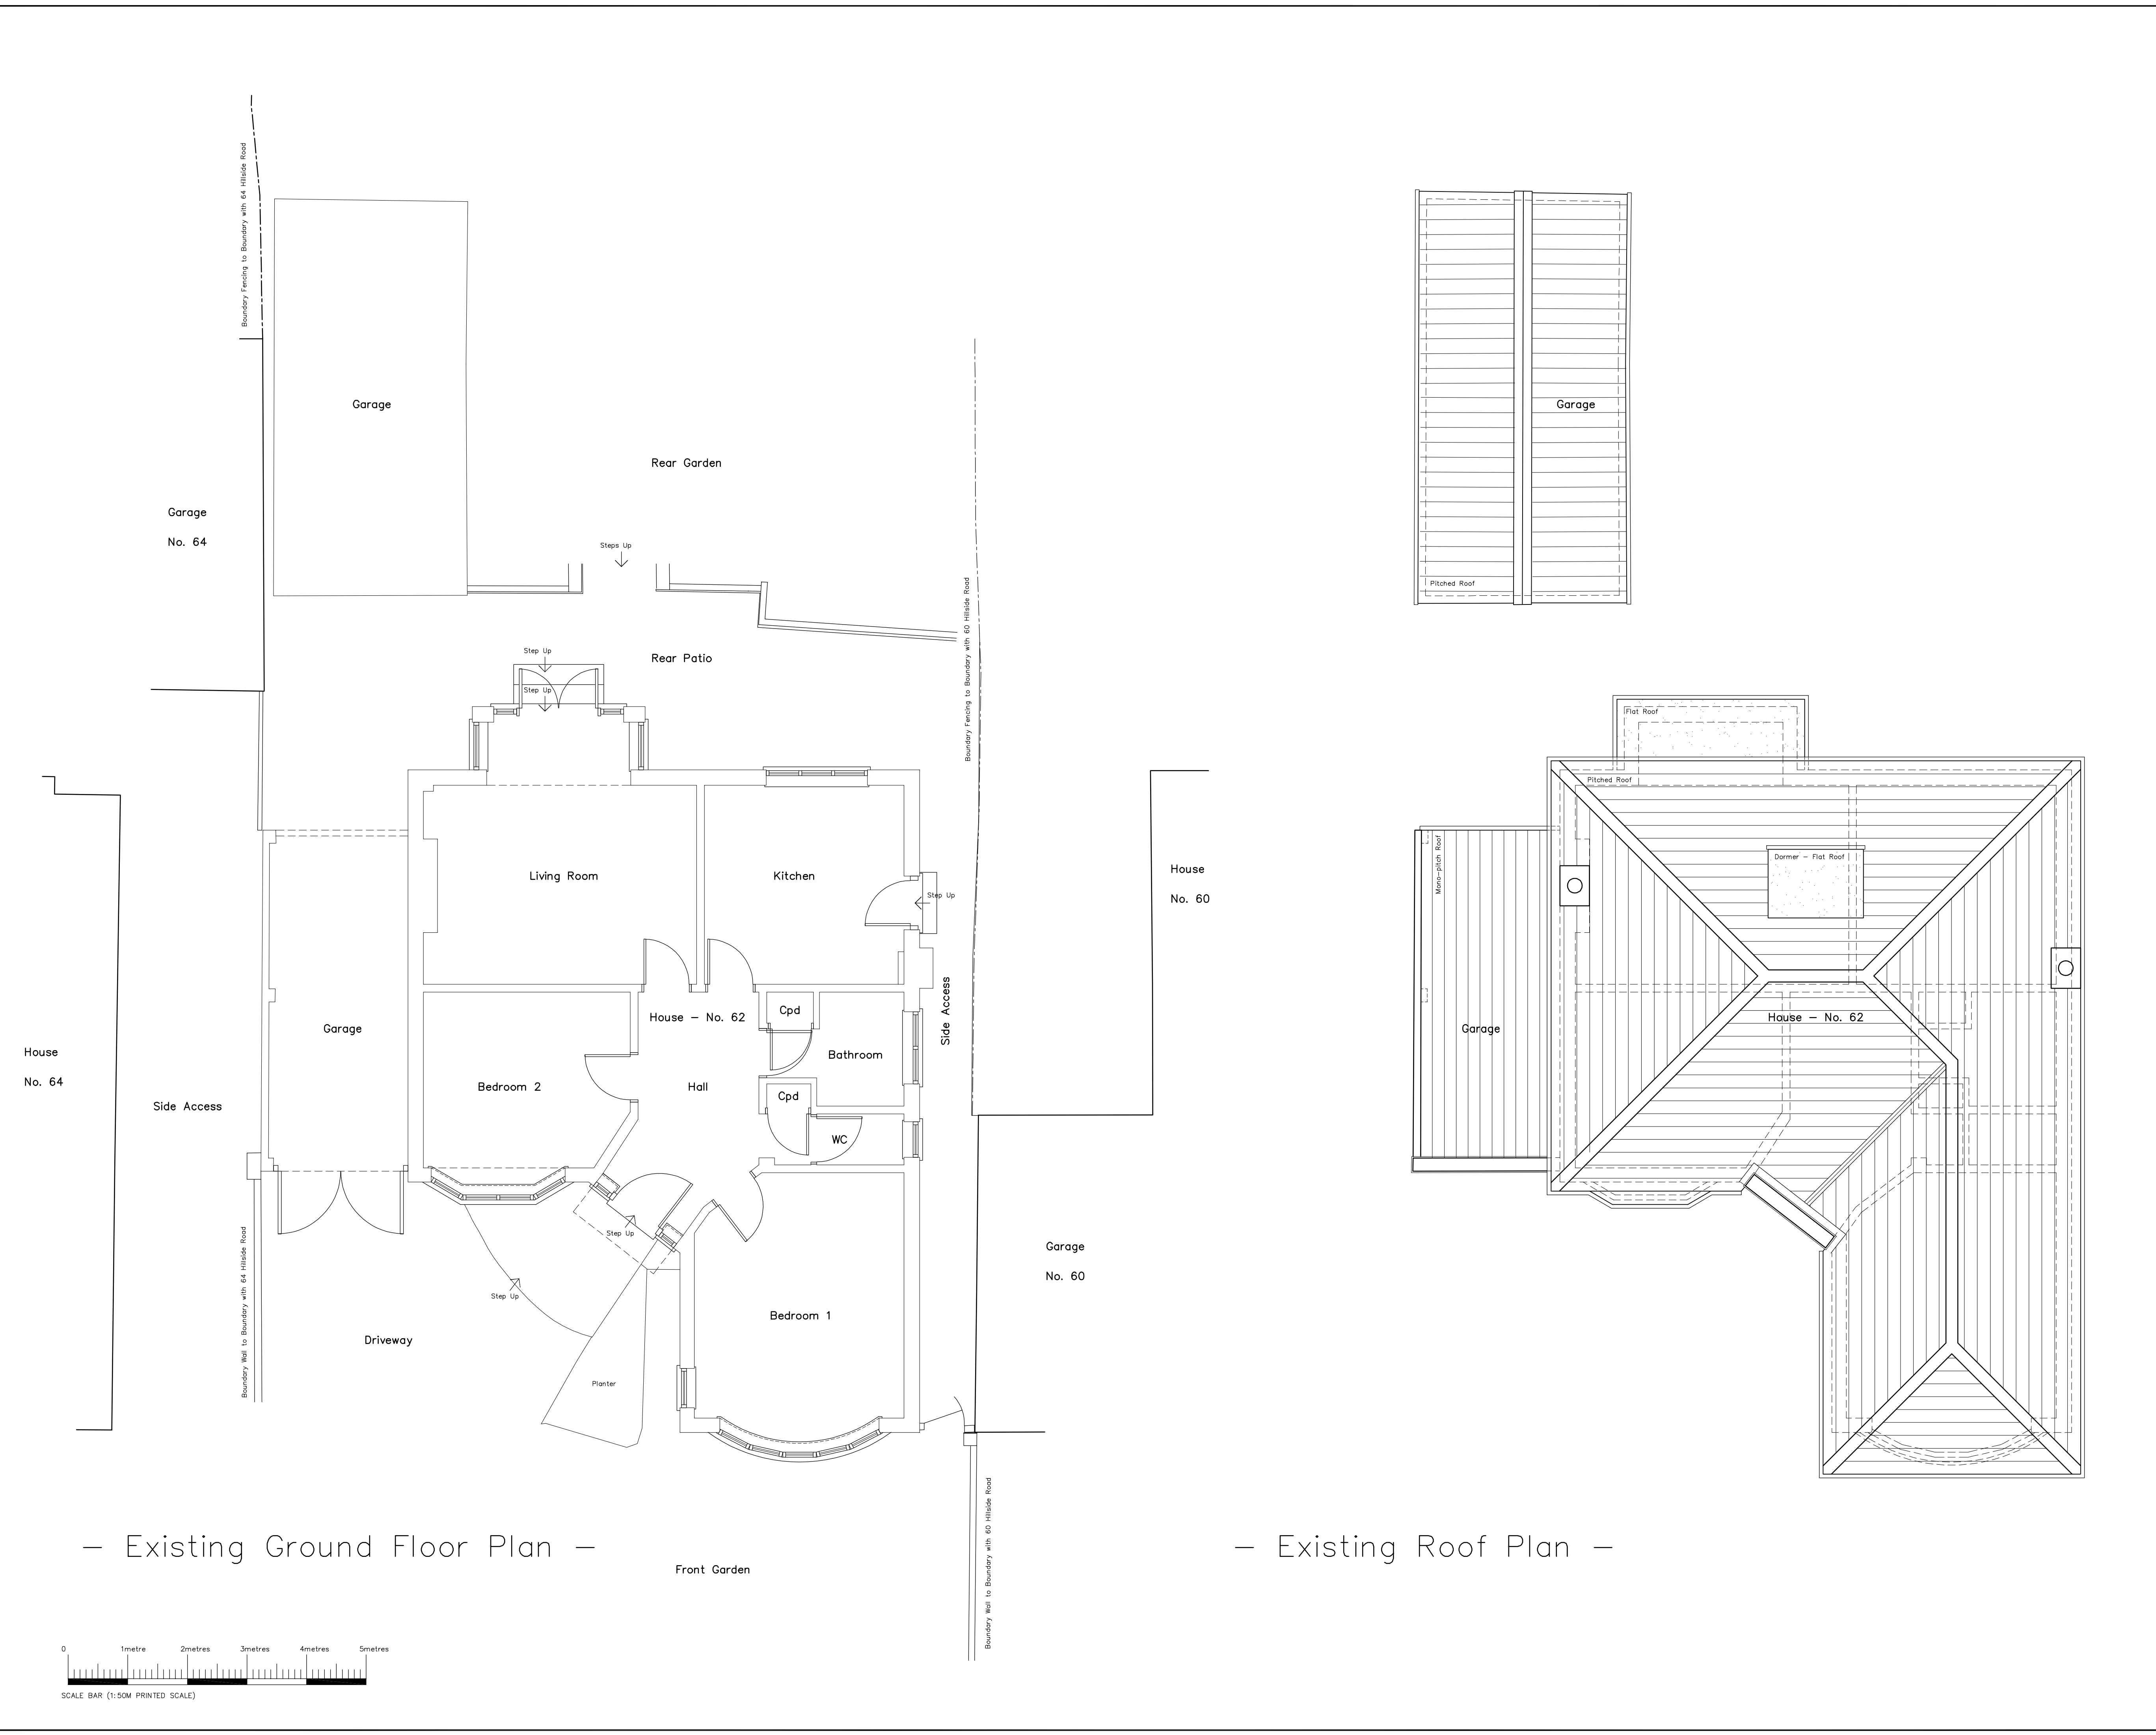 Boundary Fencing to Boundary with 64 Hillside Road
Garage
Rear Garden
Garage
No. 64
Steps Up
Boundary Fencing to Boundary with 60 Hillside Road
Step Up
Rear Patio
Step Up
Living Room
Kitchen
Step Up
House
No. 60
Side Access
Cpd
House - No. 62
Garage
Bathroom
House
No. 64
Bedroom 2
Hall
Cpd
Side Access
WC
Step Up
Garage
No. 60
Step Up
Boundary Wall to Boundary with 64 Hillside Road
Bedroom 1
Driveway
Planter
Boundary Wall to Boundary with 60 Hillside Road
- Existing Ground Floor Plan -
Front Garden
0 1metre 2metres 3metres 4metres 5metres
SCALE BAR (1:50M PRINTED SCALE)
Garage
Pitched Roof
Flat Roof
Pitched Roof
Mono-pitch Roof
Dormer - Flat Roof
House - No. 62
Garage
- Existing Roof Plan -